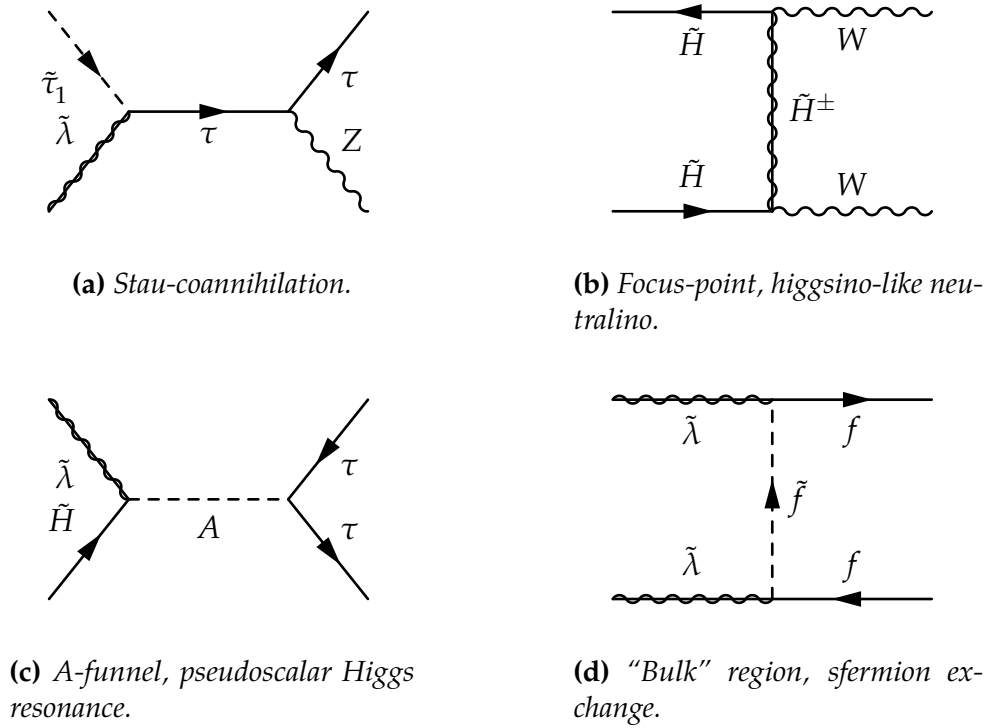 τ̃₁
λ̃
τ
τ
Z
(a) Stau-coannihilation.
H̃
W
H̃±
H̃
W
(b) Focus-point, higgsino-like neu-
tralino.
λ̃
H̃
A
τ
τ
(c) A-funnel, pseudoscalar Higgs
resonance.
λ̃
f
f̃
λ̃
f
(d) “Bulk” region, sfermion ex-
change.